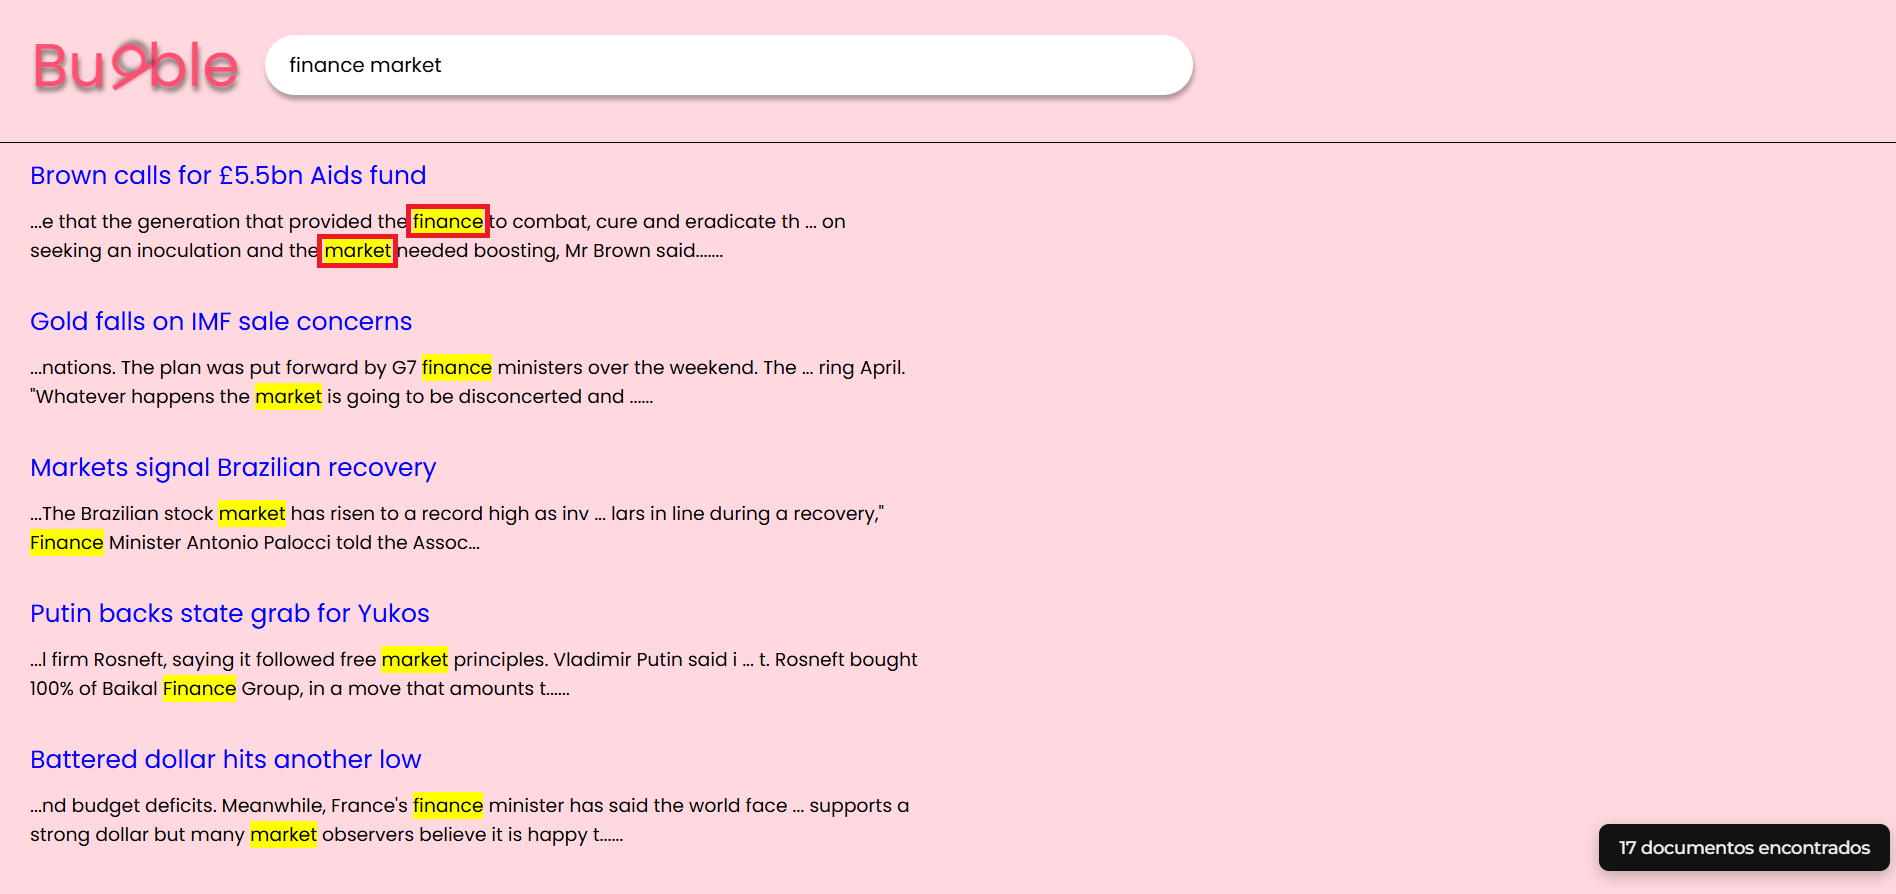 Bubble
finance market
Brown calls for £5.5bn Aids fund
...e that the generation that provided the finance to combat, cure and eradicate th ... on
seeking an inoculation and the market needed boosting, Mr Brown said.......
Gold falls on IMF sale concerns
...nations. The plan was put forward by G7 finance ministers over the weekend. The ... ring April.
"Whatever happens the market is going to be disconcerted and ......
Markets signal Brazilian recovery
...The Brazilian stock market has risen to a record high as inv ... lars in line during a recovery,"
Finance Minister Antonio Palocci told the Assoc...
Putin backs state grab for Yukos
...l firm Rosneft, saying it followed free market principles. Vladimir Putin said i ... t. Rosneft bought
100% of Baikal Finance Group, in a move that amounts t......
Battered dollar hits another low
...nd budget deficits. Meanwhile, France's finance minister has said the world face ... supports a
strong dollar but many market observers believe it is happy t......
17 documentos encontrados